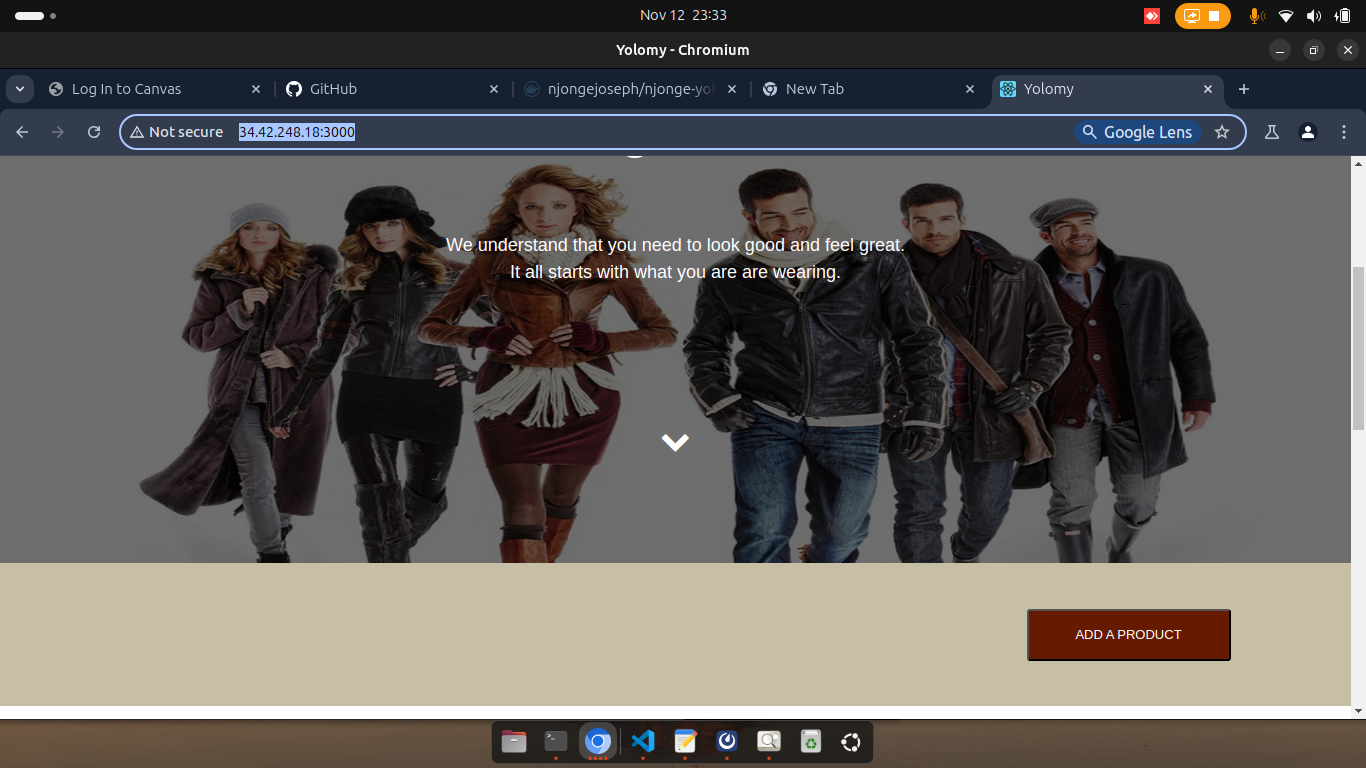 Nov 12 23:33
Yolomy - Chromium
Log In to Canvas
GitHub
njongejoseph/njonge-yol
New Tab
Yolomy
Not secure
34.42.248.18:3000
Google Lens
We understand that you need to look good and feel great.
It all starts with what you are are wearing.
ADD A PRODUCT